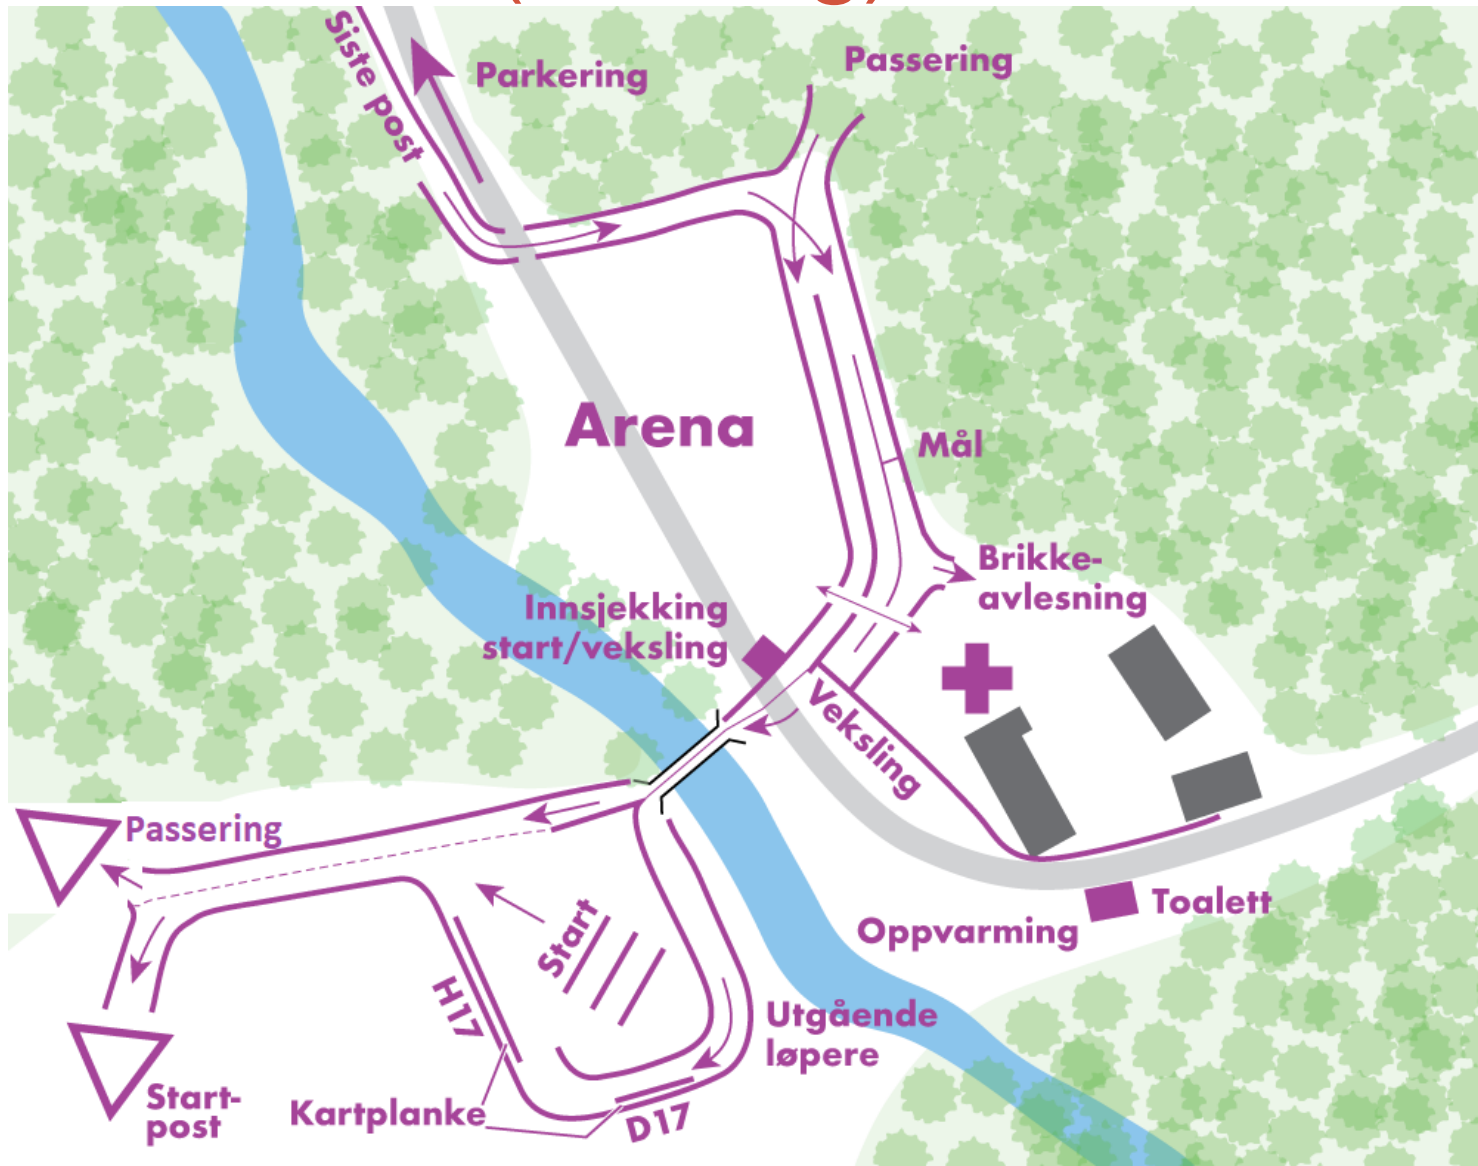 Siste post
Parkering
Passering
Arena
Mål
Brikke-
avlesning
Innsjekking
start/veksling
Veksling
Passering
Toalett
Oppvarming
Start
H17
Utgående
løpere
Start-
post
Kartplanke
D17